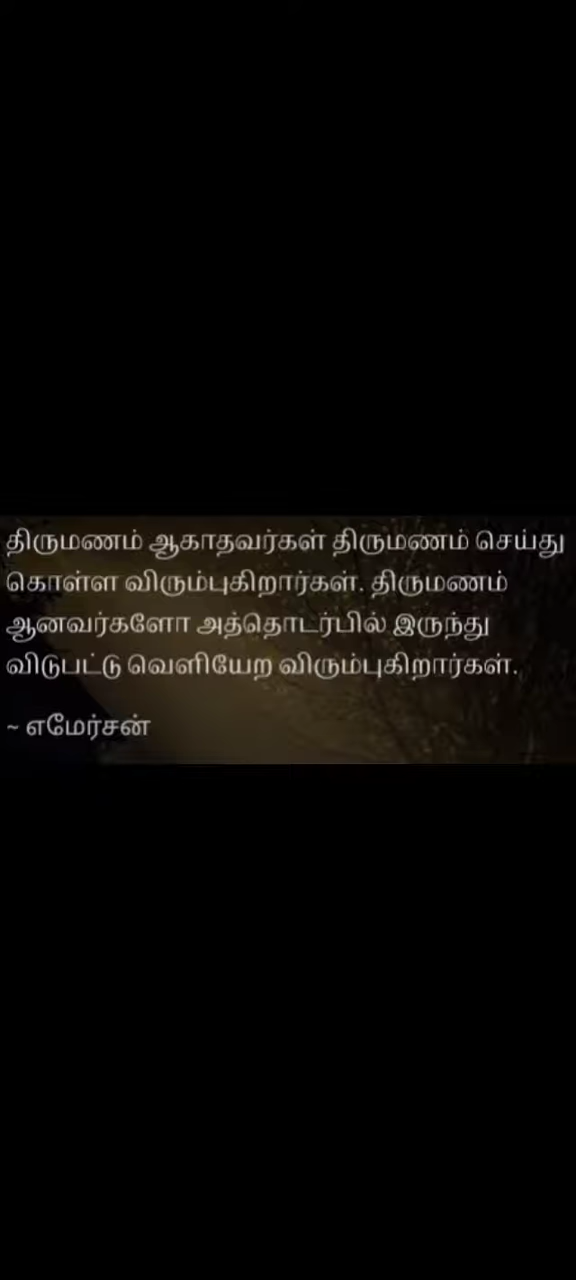 திருமணம் ஆகாதவர்கள் திருமணம் செய்து
கொள்ள விரும்புகிறார்கள். திருமணம்
ஆனவர்களோ அத்தொடர்பில் இருந்து
விடுபட்டு வெளியேற விரும்புகிறார்கள்.
~ எமேர்சன்